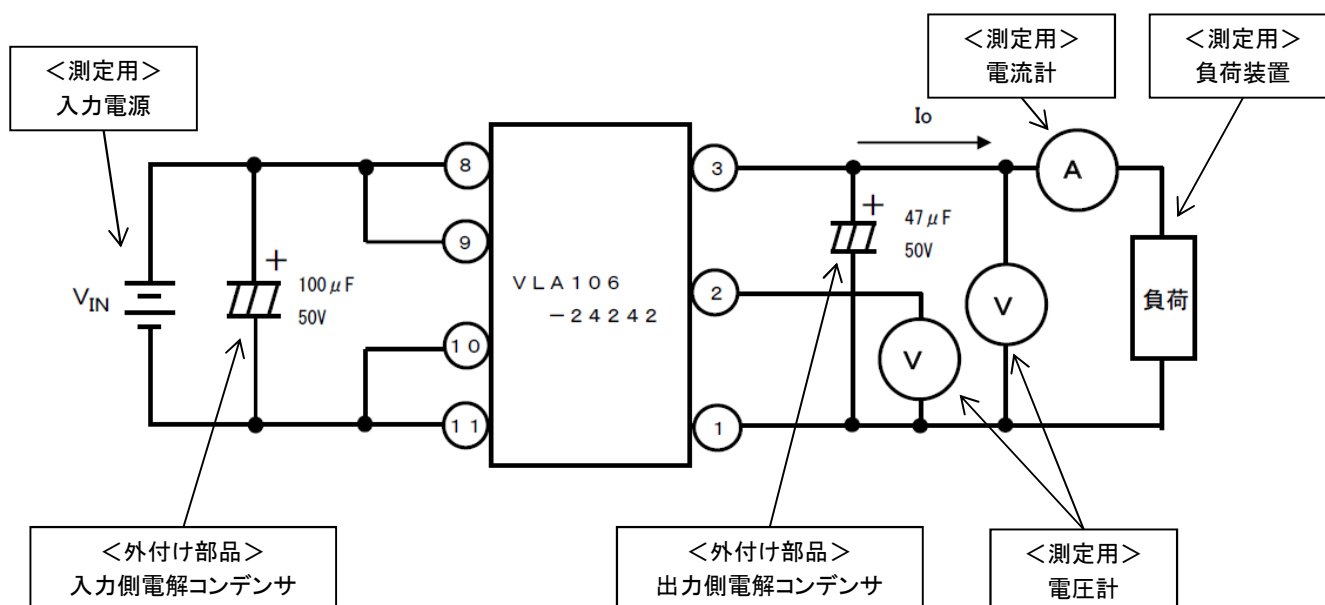 ＜測定用＞
入力電源
＜測定用＞
電流計
＜測定用＞
負荷装置
Io
8
9
10
11
3
2
1
A
V
V
+
100μF
50V
VIN
VLA106
－24242
+
47μF
50V
負荷
＜外付け部品＞
入力側電解コンデンサ
＜外付け部品＞
出力側電解コンデンサ
＜測定用＞
電圧計